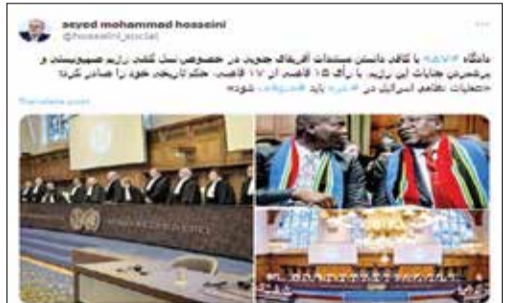 seyed mohammad hosseini
@hosseini_social
دادگاه #لاهه با کافی دانستن مستندات آفریقای جنوبی در خصوص نسل کشی رژیم صهیونیستی و
برشمردن جنایات این رژیم، با رأی ۱۵ قاضی از ۱۷ قاضی، حکم تاریخی خود را صادر کرد:
«عملیات نظامی اسرائیل در #غزه باید #متوقف شود»
Translate post